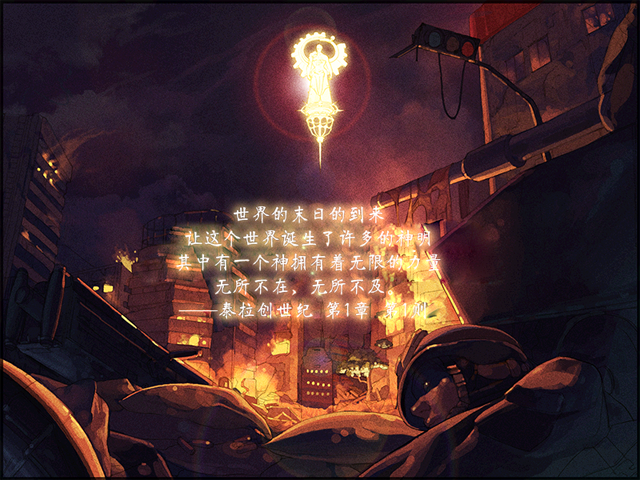 世界的末日的到来
让这个世界诞生了许多的神明
其中有一个神拥有着无限的力量
无所不在，无所不及
——泰拉创世纪 第1章 第1则